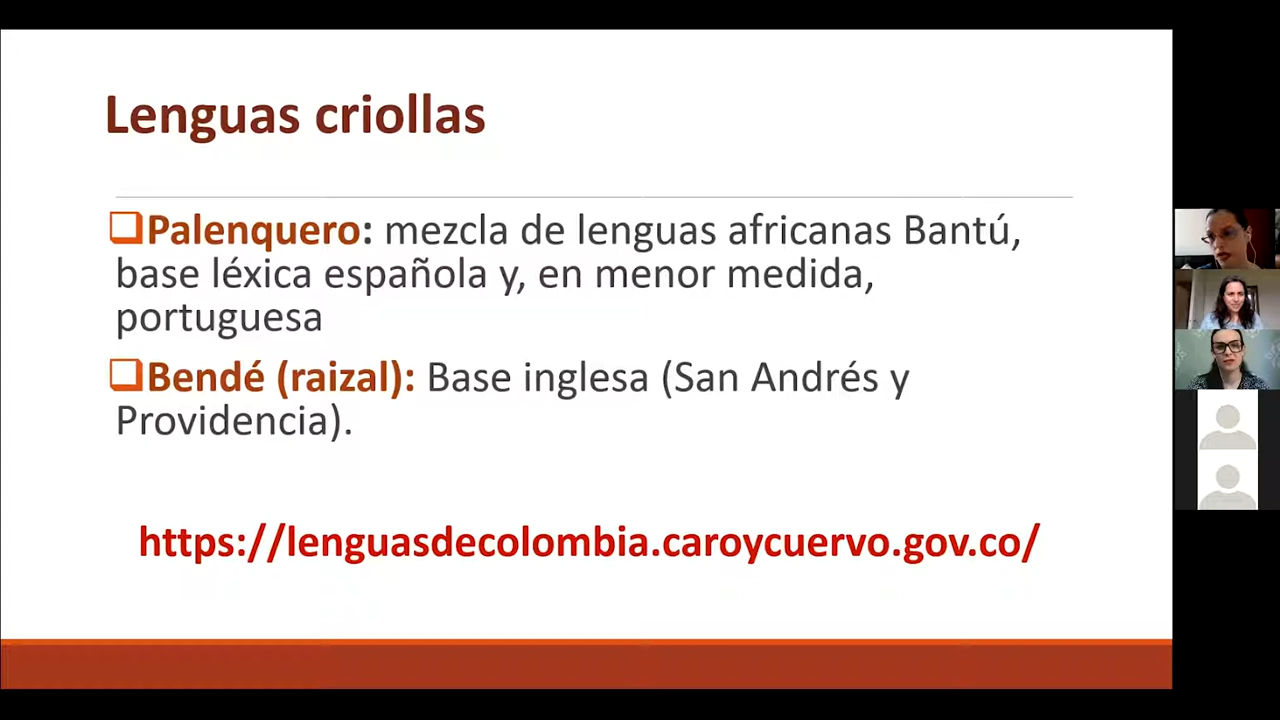 Lenguas criollas
❑Palenquero: mezcla de lenguas africanas Bantú,
base léxica española y, en menor medida,
portuguesa
❑Bendé (raizal): Base inglesa (San Andrés y
Providencia).
https://lenguasdecolombia.caroycuervo.gov.co/